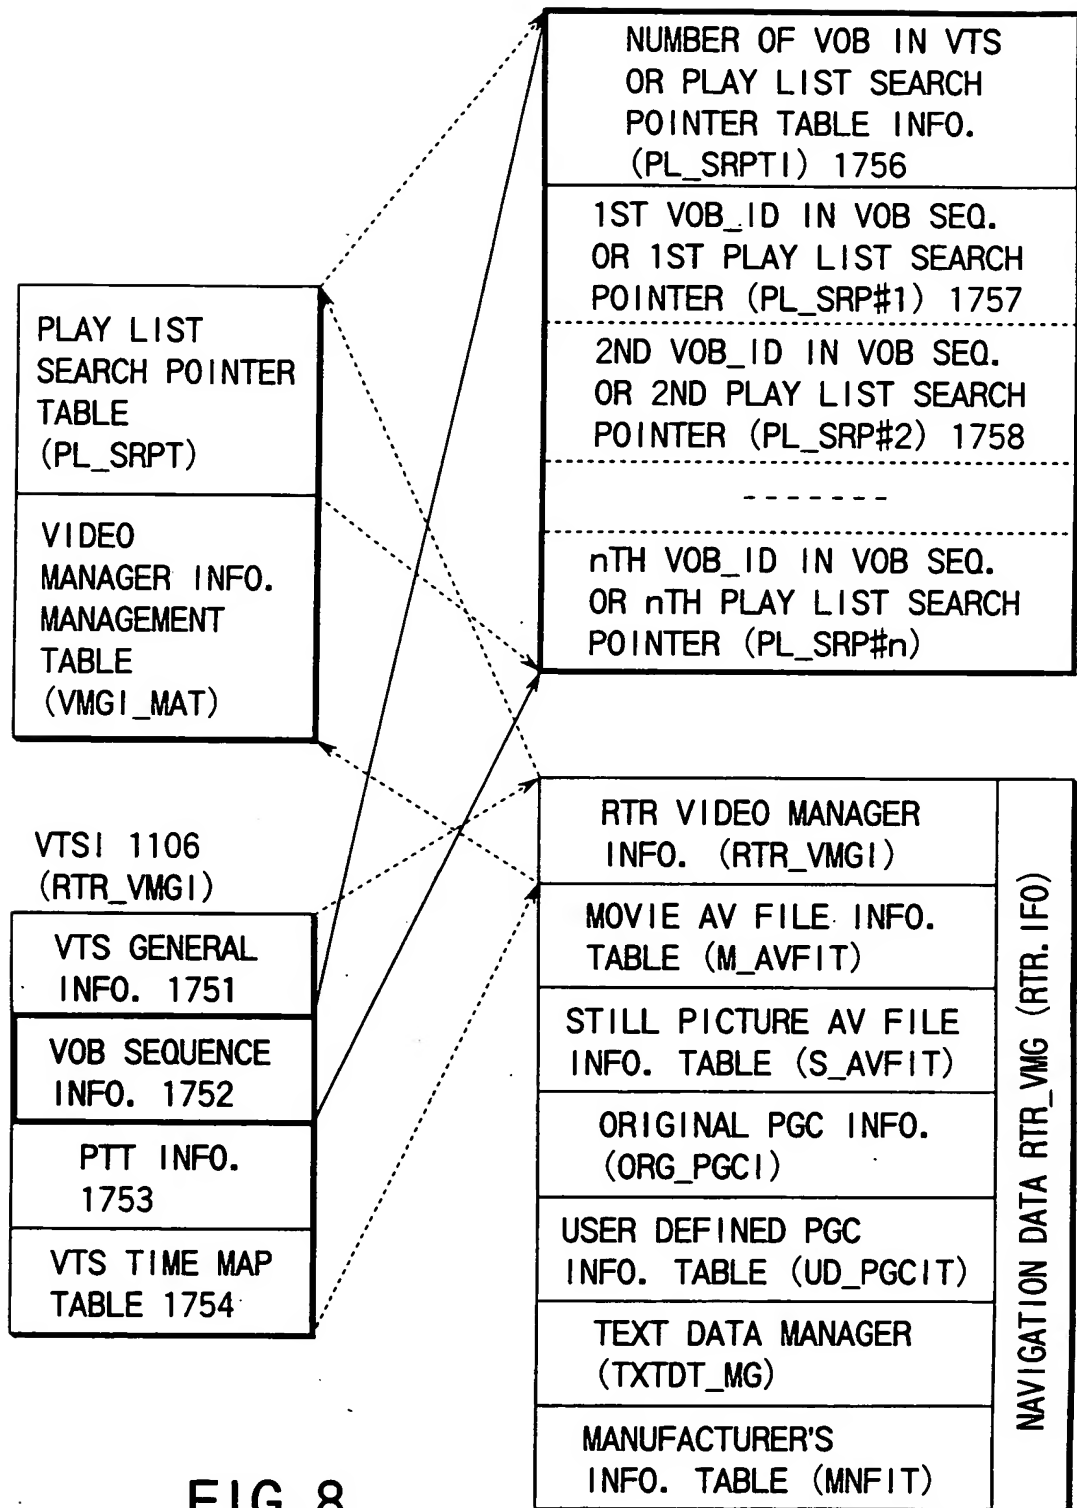 NUMBER OF VOB IN VTS
OR PLAY LIST SEARCH
POINTER TABLE INFO.
(PL_SRPTI) 1756
1ST VOB_ID IN VOB SEQ.
OR 1ST PLAY LIST SEARCH
POINTER (PL_SRP#1) 1757
2ND VOB_ID IN VOB SEQ.
OR 2ND PLAY LIST SEARCH
POINTER (PL_SRP#2) 1758
-------
nTH VOB_ID IN VOB SEQ.
OR nTH PLAY LIST SEARCH
POINTER (PL_SRP#n)
PLAY LIST
SEARCH POINTER
TABLE
(PL_SRPT)
VIDEO
MANAGER INFO.
MANAGEMENT
TABLE
(VMGI_MAT)
VTSI 1106
(RTR_VMGI)
VTS GENERAL
INFO. 1751
VOB SEQUENCE
INFO. 1752
PTT INFO.
1753
VTS TIME MAP
TABLE 1754
RTR VIDEO MANAGER
INFO. (RTR_VMGI)
MOVIE AV FILE INFO.
TABLE (M_AVFIT)
STILL PICTURE AV FILE
INFO. TABLE (S_AVFIT)
ORIGINAL PGC INFO.
(ORG_PGCI)
USER DEFINED PGC
INFO. TABLE (UD_PGCIT)
TEXT DATA MANAGER
(TXTDT_MG)
MANUFACTURER'S
INFO. TABLE (MNFIT)
NAVIGATION DATA RTR_VMG (RTR.IFO)
FIG. 8